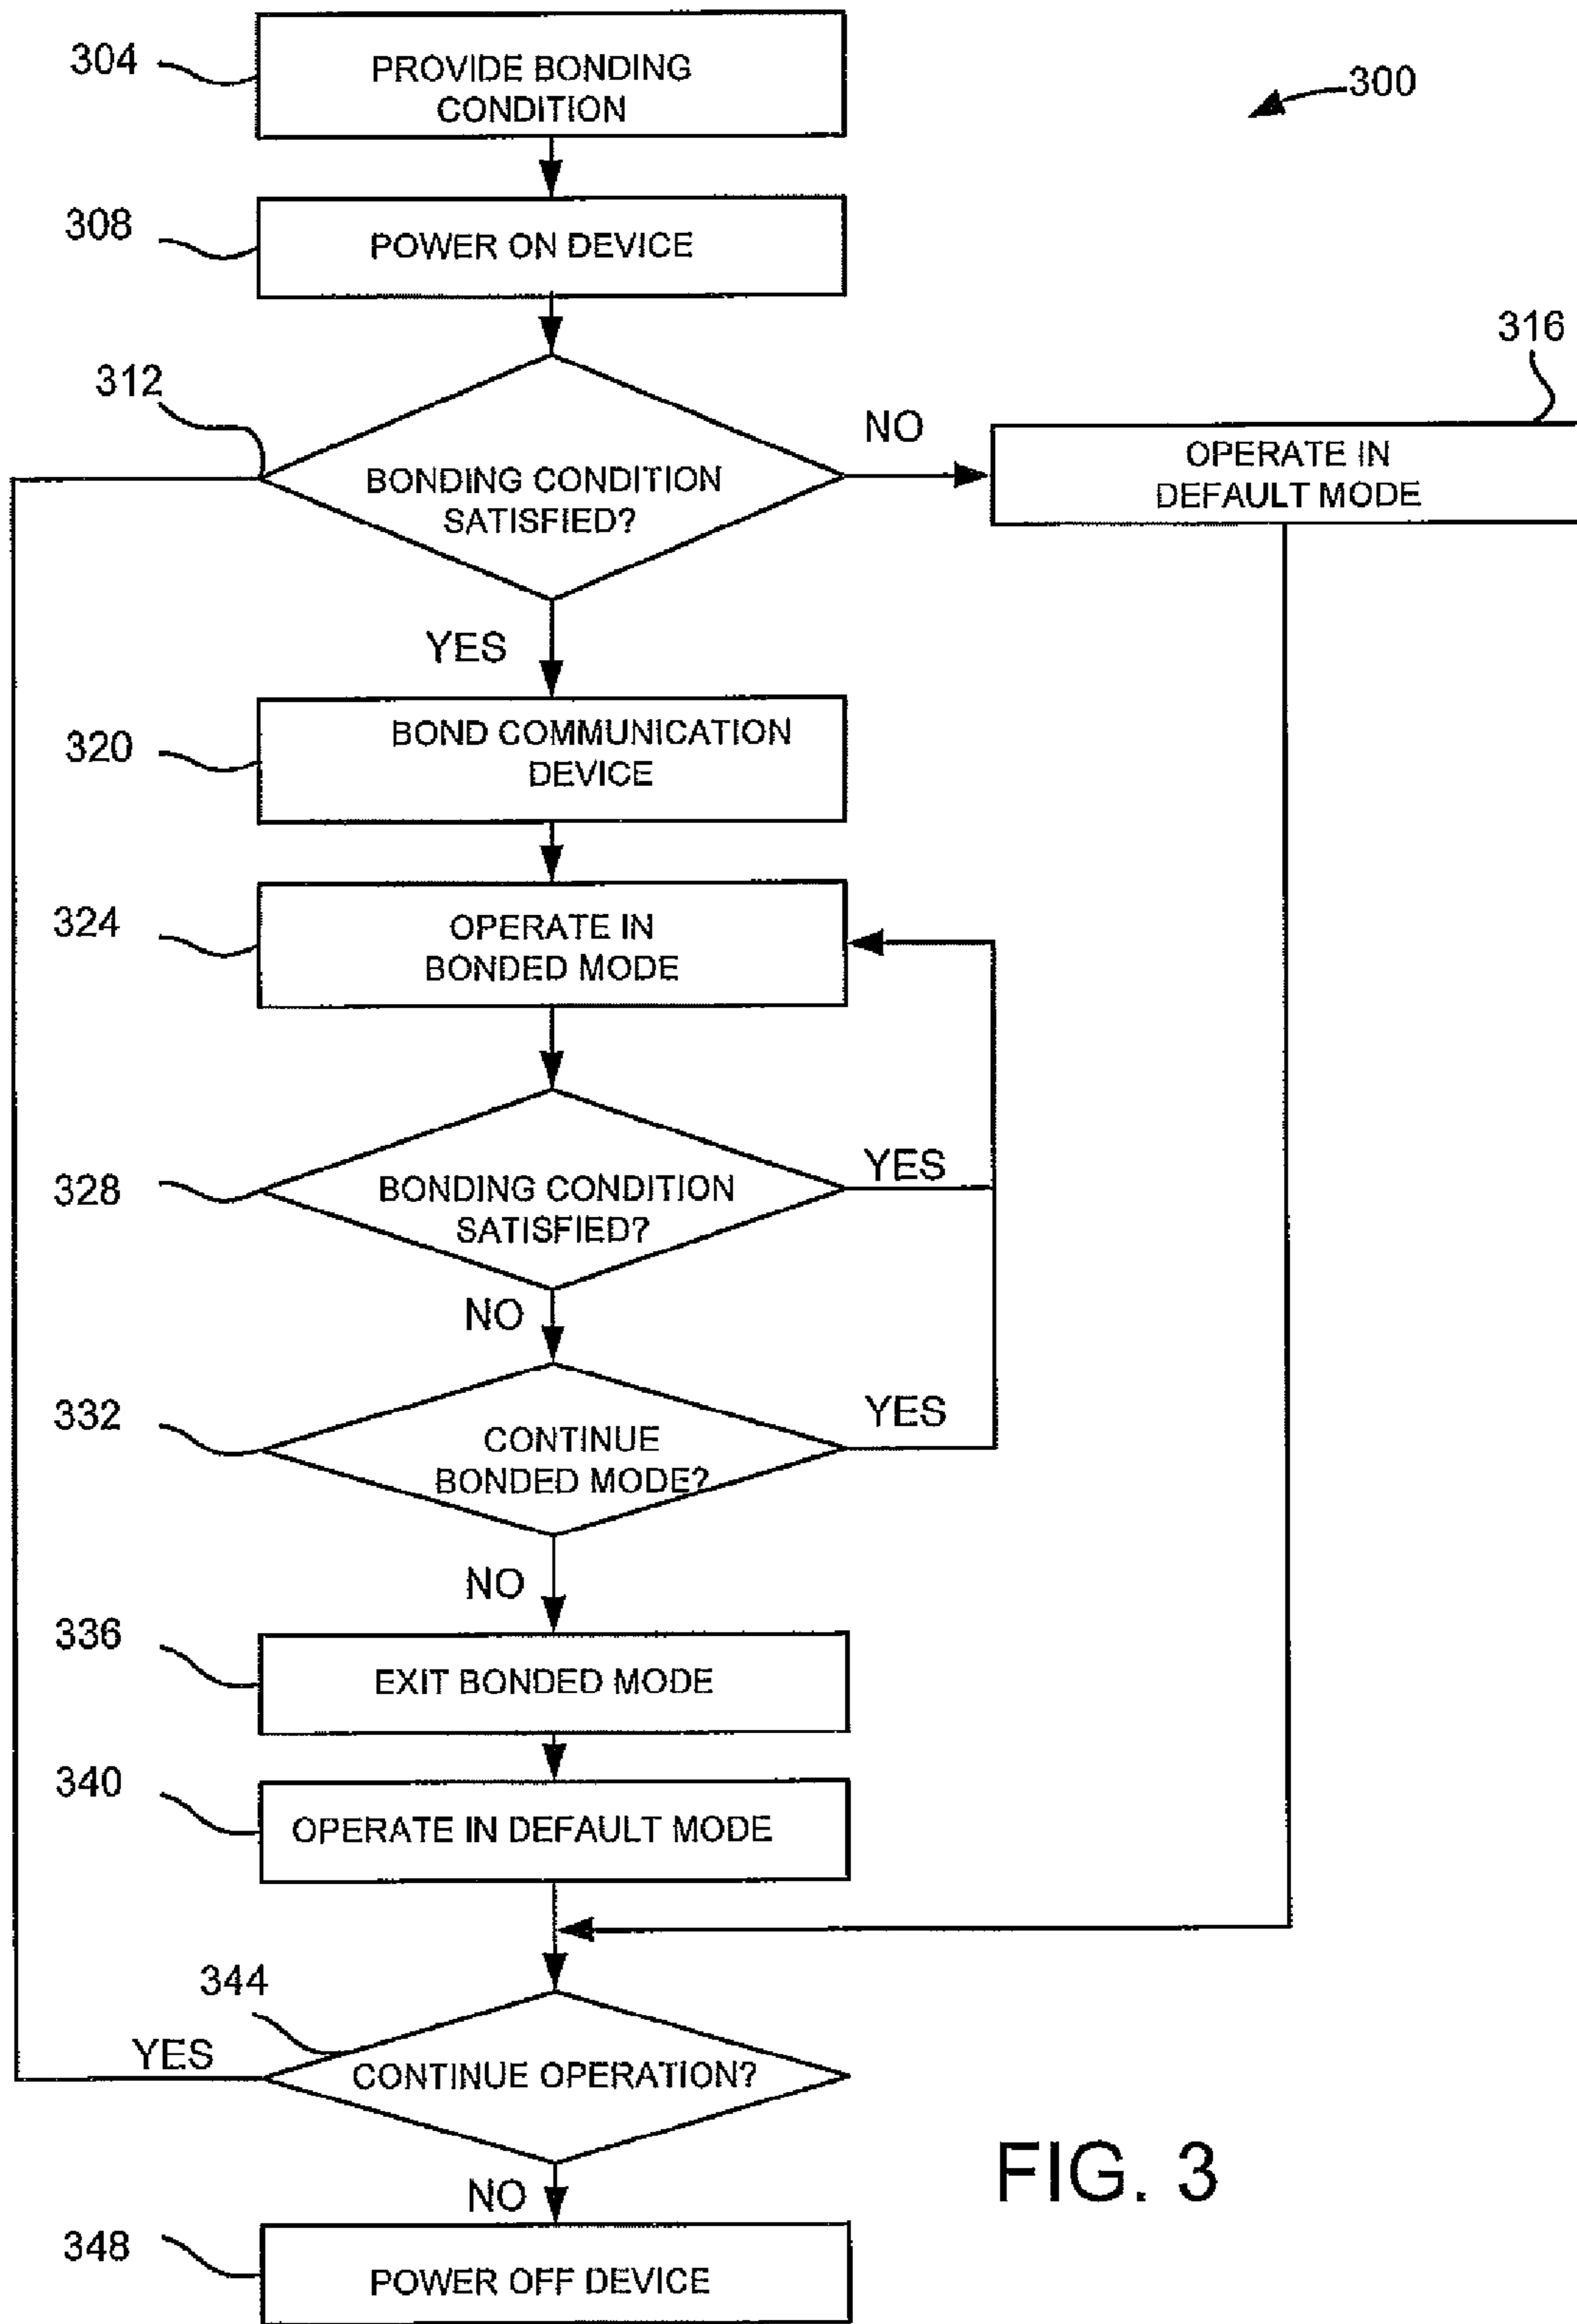 304
PROVIDE BONDING
CONDITION
300
308
POWER ON DEVICE
316
312
NO
OPERATE IN
DEFAULT MODE
BONDING CONDITION
SATISFIED?
YES
320
BOND COMMUNICATION
DEVICE
324
OPERATE IN
BONDED MODE
328
BONDING CONDITION
SATISFIED?
YES
NO
332
CONTINUE
BONDED MODE?
YES
NO
336
EXIT BONDED MODE
340
OPERATE IN DEFAULT MODE
344
YES
CONTINUE OPERATION?
NO
FIG. 3
348
POWER OFF DEVICE